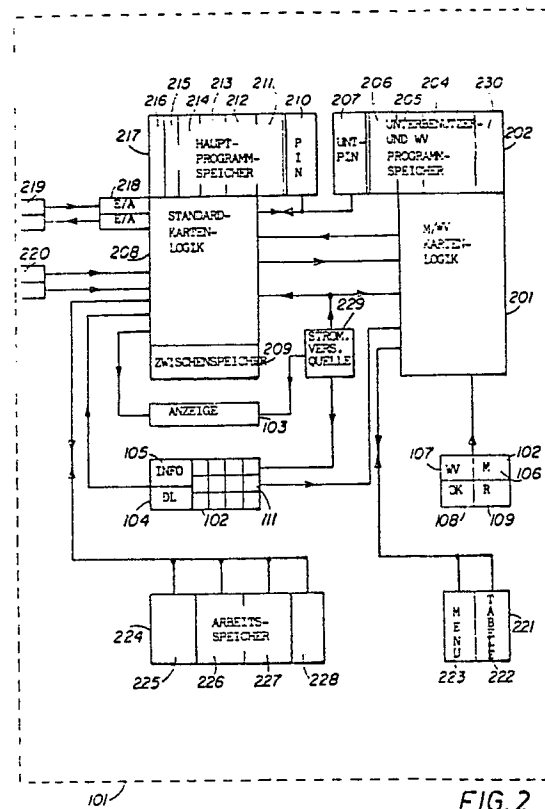 206 204 230
215 213 211
216 214 212 210 207 205
217
HAUPT-
PROGRAMM-
SPEICHER
PIN
UNT-
PIN
UNTERBENUTZER-
UND WV
PROGRAMM-
SPEICHER
202
219
218
E/A
E/A
STANDARD-
KARTEN-
LOGIK
208
220
M/WV
KARTEN-
LOGIK
201
229
STROM.
VERS.
QUELLE
ZWISCHENSPEICHER
209
ANZEIGE
103
105
INFO
DL
104
102
111
107
WV
M
102
106
OK
R
108
109
224
ARBEITS-
SPEICHER
225 226 227 228
MENU
221
223 222
101
FIG. 2